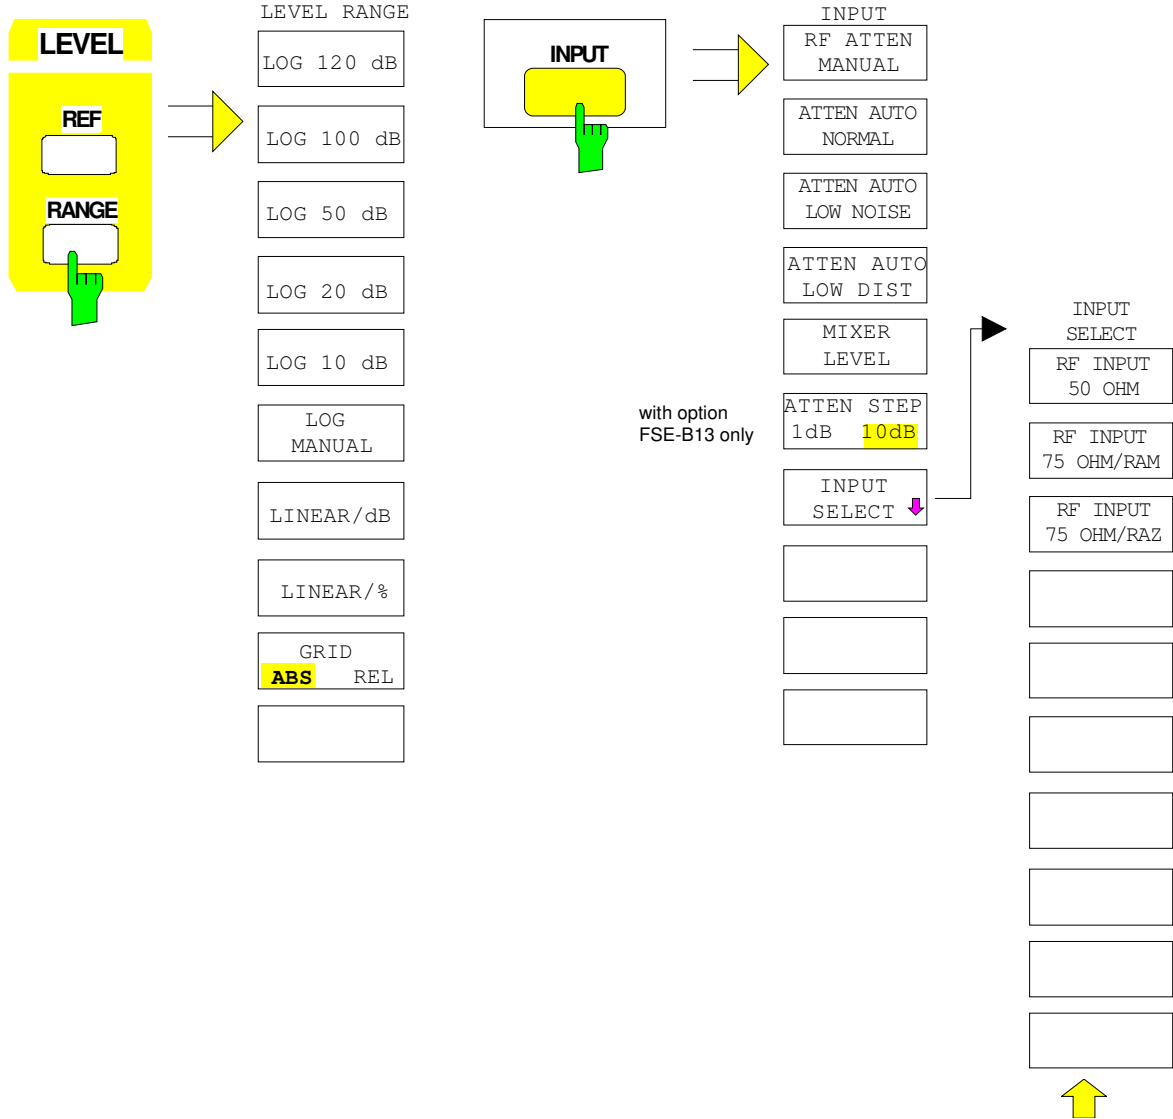 LEVEL
REF
RANGE
LEVEL RANGE
LOG 120 dB
LOG 100 dB
LOG 50 dB
LOG 20 dB
LOG 10 dB
LOG
MANUAL
LINEAR/dB
LINEAR/%
GRID
ABS REL
INPUT
INPUT
RF ATTEN
MANUAL
ATTEN AUTO
NORMAL
ATTEN AUTO
LOW NOISE
ATTEN AUTO
LOW DIST
MIXER
LEVEL
with option
FSE-B13 only
ATTEN STEP
1dB 10dB
INPUT
SELECT
INPUT
SELECT
RF INPUT
50 OHM
RF INPUT
75 OHM/RAM
RF INPUT
75 OHM/RAZ